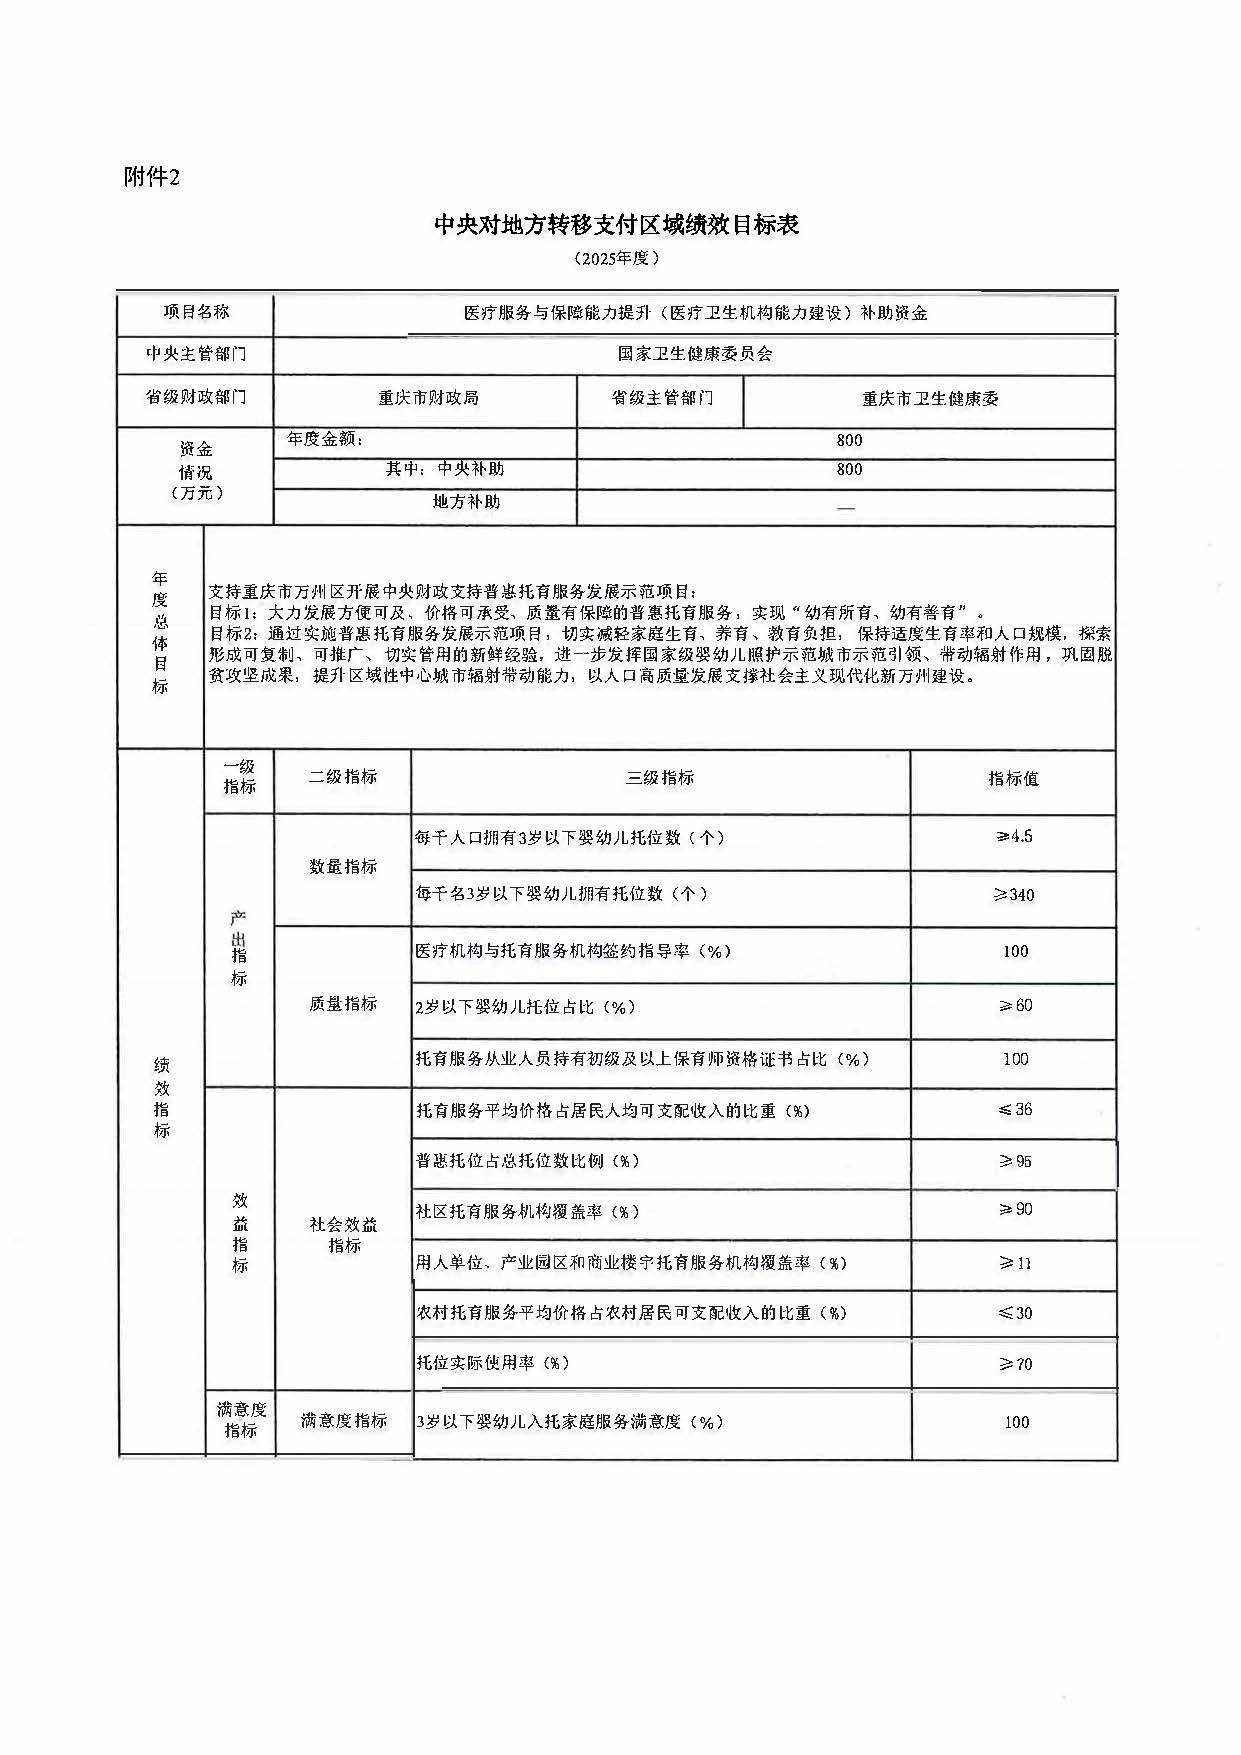 附件2
中央对地方转移支付区域绩效目标表
（2025年度）
项目名称
医疗服务与保障能力提升（医疗卫生机构能力建设）补助资金
中央主管部门
国家卫生健康委员会
省级财政部门
重庆市财政局
省级主管部门
重庆市卫生健康委
资金
情况
（万元）
年度金额：
800
其中：中央补助
800
地方补助
—
年
度
总
体
目
标
支持重庆市万州区开展中央财政支持普惠托育服务发展示范项目：
目标1：大力发展方便可及、价格可承受、质量有保障的普惠托育服务，实现“幼有所育、幼有善育”。
目标2：通过实施普惠托育服务发展示范项目，切实减轻家庭生育、养育、教育负担，保持适度生育率和人口规模，探索
形成可复制、可推广、切实管用的新鲜经验，进一步发挥国家级婴幼儿照护示范城市示范引领、带动辐射作用，巩固脱
贫攻坚成果，提升区域性中心城市辐射带动能力，以人口高质量发展支撑社会主义现代化新万州建设。
绩
效
指
标
一级
指标
二级指标
三级指标
指标值
产
出
指
标
数量指标
每千人口拥有3岁以下婴幼儿托位数（个）
≥4.5
每千名3岁以下婴幼儿拥有托位数（个）
≥340
质量指标
医疗机构与托育服务机构签约指导率（%）
100
2岁以下婴幼儿托位占比（%）
≥60
托育服务从业人员持有初级及以上保育师资格证书占比（%）
100
效
益
指
标
社会效益
指标
托育服务平均价格占居民人均可支配收入的比重（%）
≤36
普惠托位占总托位数比例（%）
≥95
社区托育服务机构覆盖率（%）
≥90
用人单位、产业园区和商业楼宇托育服务机构覆盖率（%）
≥11
农村托育服务平均价格占农村居民可支配收入的比重（%）
≤30
托位实际使用率（%）
≥70
满意度
指标
满意度指标
3岁以下婴幼儿入托家庭服务满意度（%）
100